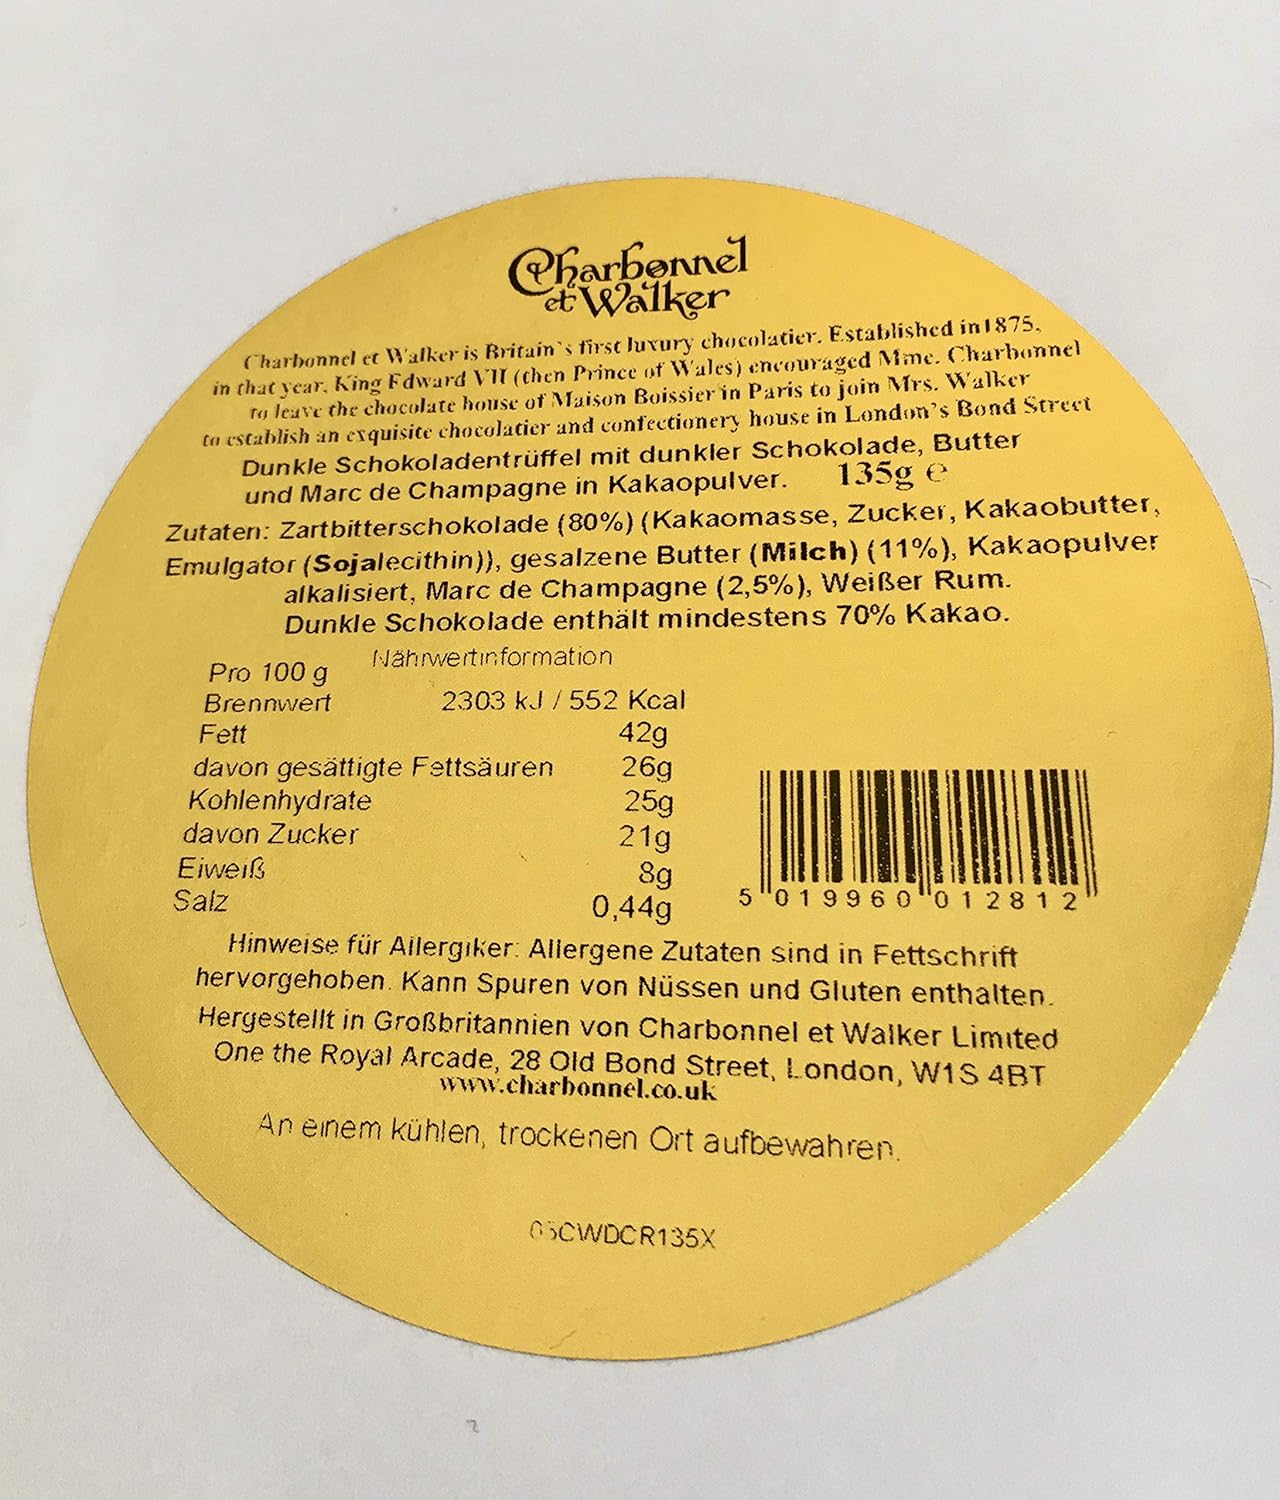 Charbonnel
et Walker
Charbonnel et Walker is Britain's first luxury chocolatier. Established in1875,
in that year, King Edward VII (then Prince of Wales) encouraged Mme. Charbonnel
to leave the chocolate house of Maison Boissier in Paris to join Mrs. Walker
to establish an exquisite chocolatier and confectionery house in London's Bond Street
Dunkle Schokoladentrüffel mit dunkler Schokolade, Butter
und Marc de Champagne in Kakaopulver. 135g ℮
Zutaten: Zartbitterschokolade (80%) (Kakaomasse, Zucker, Kakaobutter,
Emulgator (Sojalecithin)), gesalzene Butter (Milch) (11%), Kakaopulver
alkalisiert, Marc de Champagne (2,5%), Weißer Rum.
Dunkle Schokolade enthält mindestens 70% Kakao.
Nährwertinformation
Pro 100 g
Brennwert 2303 kJ / 552 Kcal
Fett 42g
davon gesättigte Fettsäuren 26g
Kohlenhydrate 25g
davon Zucker 21g
Eiweiß 8g
Salz 0,44g
5 019960 012812
Hinweise für Allergiker: Allergene Zutaten sind in Fettschrift
hervorgehoben. Kann Spuren von Nüssen und Gluten enthalten.
Hergestellt in Großbritannien von Charbonnel et Walker Limited
One the Royal Arcade, 28 Old Bond Street, London, W1S 4BT
www.charbonnel.co.uk
An einem kühlen, trockenen Ort aufbewahren.
05CWDCR135X